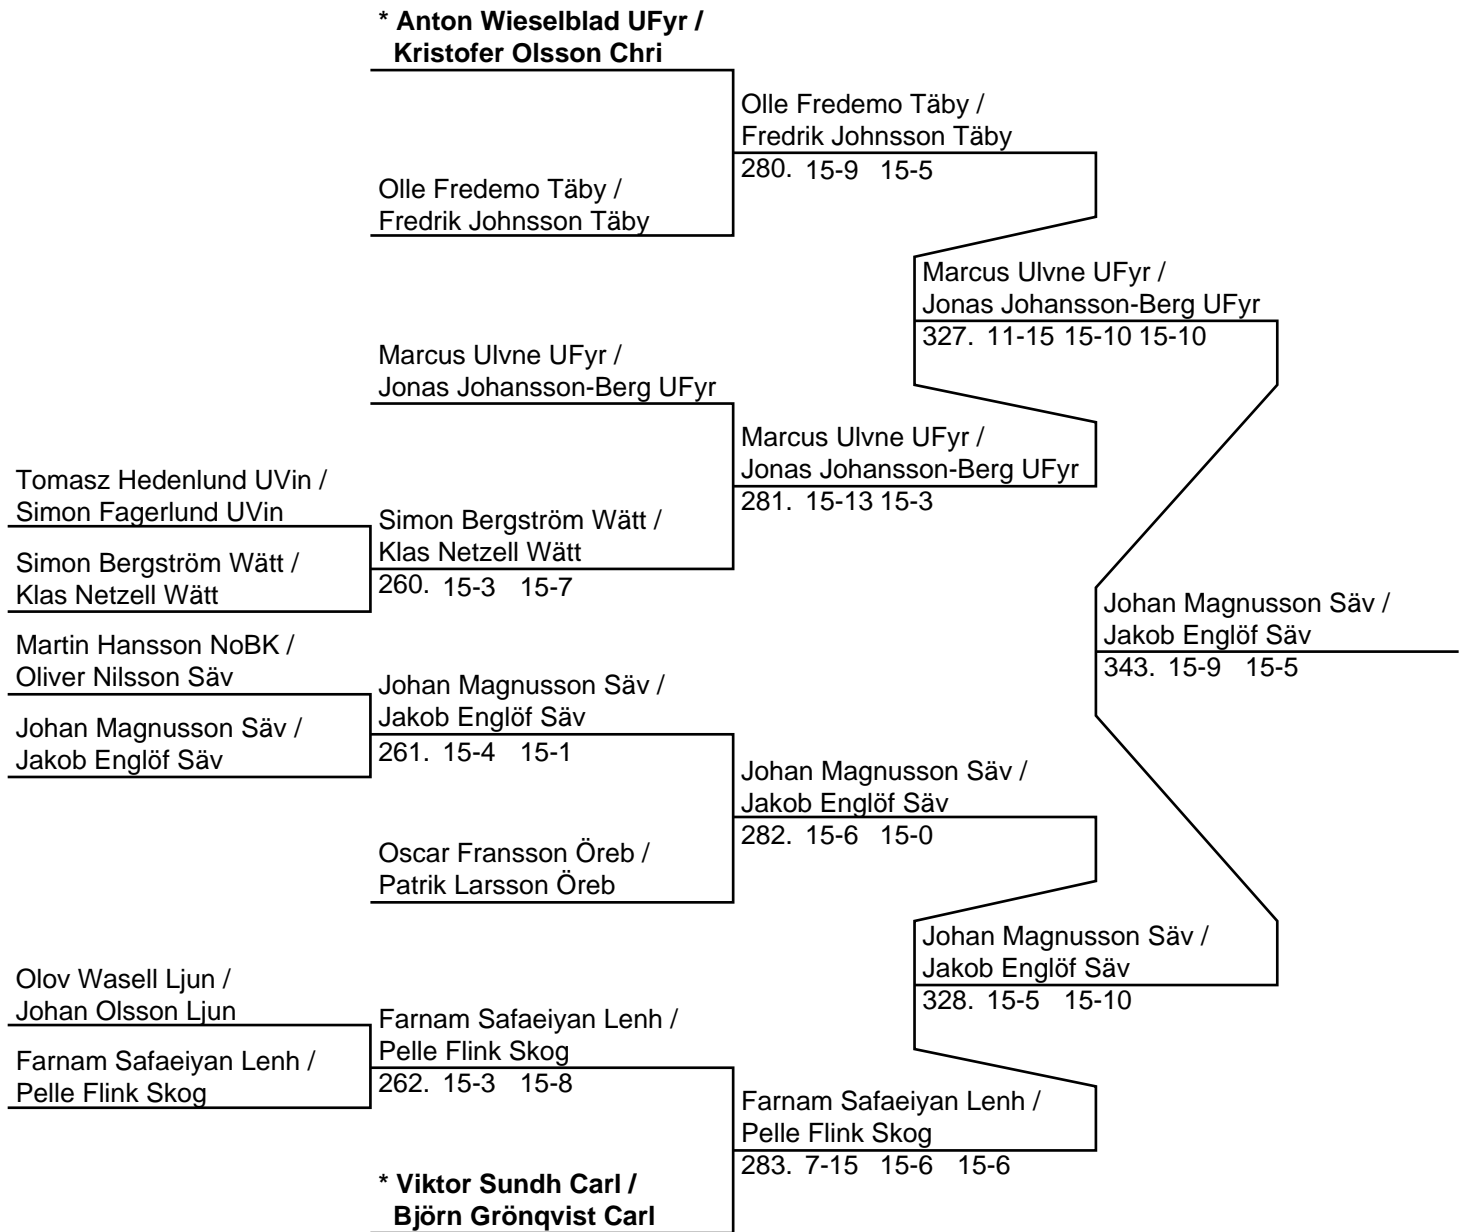 * Anton Wieselblad UFyr /
Kristofer Olsson Chri
Olle Fredemo Täby /
Fredrik Johnsson Täby
280. 15-9 15-5
Olle Fredemo Täby /
Fredrik Johnsson Täby
Marcus Ulvne UFyr /
Jonas Johansson-Berg UFyr
327. 11-15 15-10 15-10
Marcus Ulvne UFyr /
Jonas Johansson-Berg UFyr
Marcus Ulvne UFyr /
Jonas Johansson-Berg UFyr
281. 15-13 15-3
Tomasz Hedenlund UVin /
Simon Fagerlund UVin
Simon Bergström Wätt /
Klas Netzell Wätt
260. 15-3 15-7
Simon Bergström Wätt /
Klas Netzell Wätt
Johan Magnusson Säv /
Jakob Englöf Säv
343. 15-9 15-5
Martin Hansson NoBK /
Oliver Nilsson Säv
Johan Magnusson Säv /
Jakob Englöf Säv
261. 15-4 15-1
Johan Magnusson Säv /
Jakob Englöf Säv
Johan Magnusson Säv /
Jakob Englöf Säv
282. 15-6 15-0
Oscar Fransson Öreb /
Patrik Larsson Öreb
Johan Magnusson Säv /
Jakob Englöf Säv
328. 15-5 15-10
Olov Wasell Ljun /
Johan Olsson Ljun
Farnam Safaeiyan Lenh /
Pelle Flink Skog
262. 15-3 15-8
Farnam Safaeiyan Lenh /
Pelle Flink Skog
Farnam Safaeiyan Lenh /
Pelle Flink Skog
283. 7-15 15-6 15-6
* Viktor Sundh Carl /
Björn Grönqvist Carl